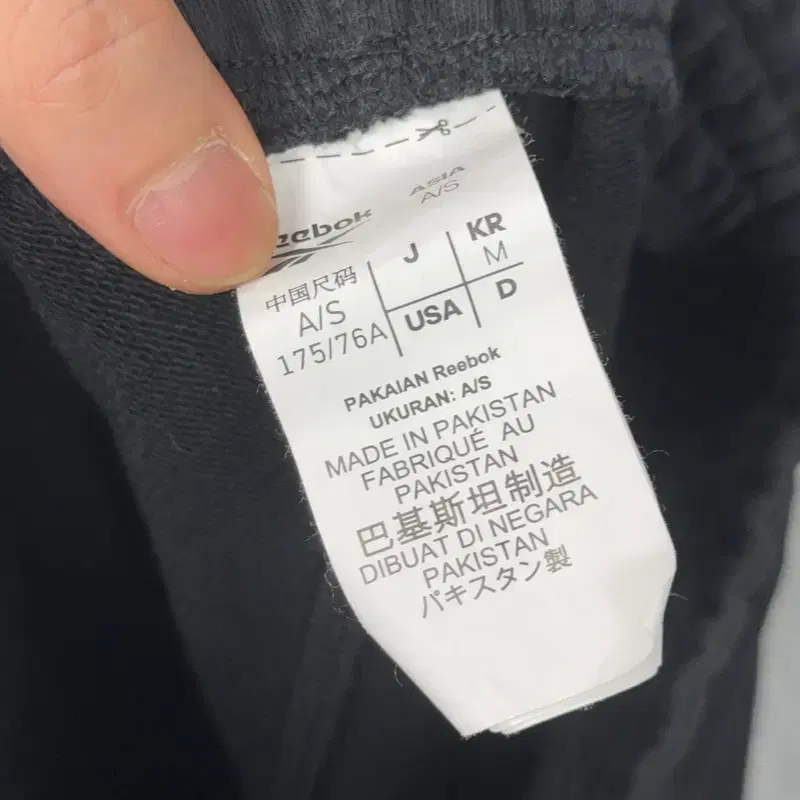 ASIA
A/S
Reebok
中国尺码
A/S
175/76A
J
KR
M
USA
D
PAKAIAN Reebok
UKURAN: A/S
MADE IN PAKISTAN
FABRIQUÉ AU
PAKISTAN
巴基斯坦制造
DIBUAT DI NEGARA
PAKISTAN
パキスタン製